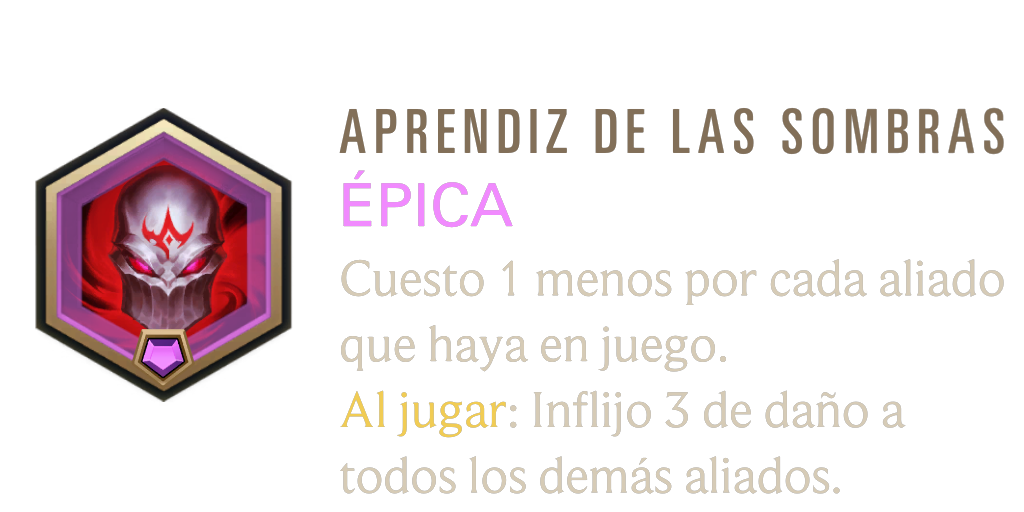 APRENDIZ DE LAS SOMBRAS
ÉPICA
Cuesto 1 menos por cada aliado
que haya en juego.
Al jugar: Inflijo 3 de daño a
todos los demás aliados.